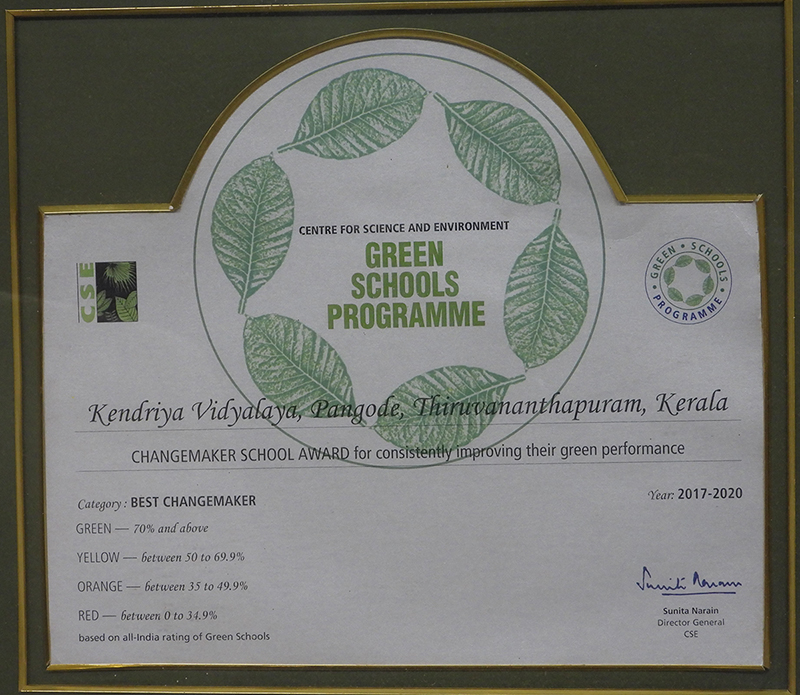 CENTRE FOR SCIENCE AND ENVIRONMENT
GREEN
SCHOOLS
PROGRAMME
CSE
GREEN • SCHOOLS • PROGRAMME •
Kendriya Vidyalaya, Pangode, Thiruvananthapuram, Kerala
CHANGEMAKER SCHOOL AWARD for consistently improving their green performance
Category : BEST CHANGEMAKER
Year: 2017-2020
GREEN — 70% and above
YELLOW — between 50 to 69.9%
ORANGE — between 35 to 49.9%
RED — between 0 to 34.9%
based on all-India rating of Green Schools
Sunita Narain
Sunita Narain
Director General
CSE